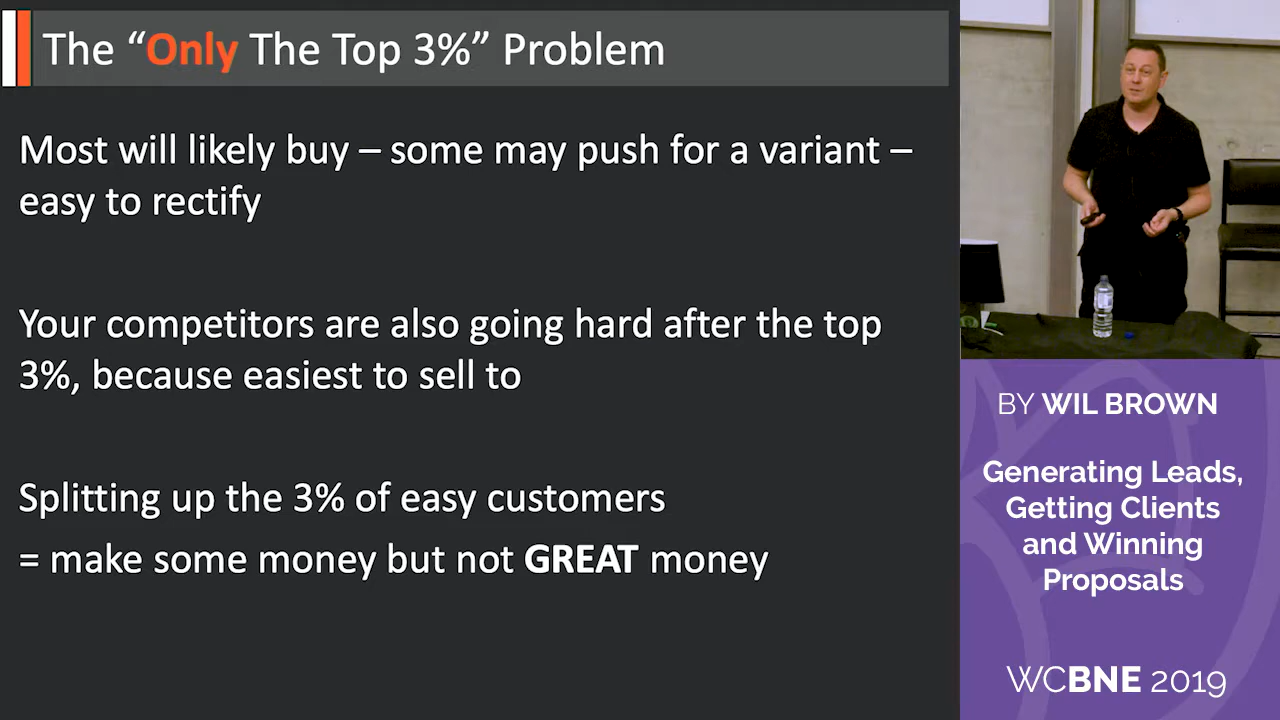 The “Only The Top 3%” Problem
Most will likely buy – some may push for a variant –
easy to rectify
Your competitors are also going hard after the top
3%, because easiest to sell to
Splitting up the 3% of easy customers
= make some money but not GREAT money
BY WIL BROWN
Generating Leads,
Getting Clients
and Winning
Proposals
WCBNE 2019